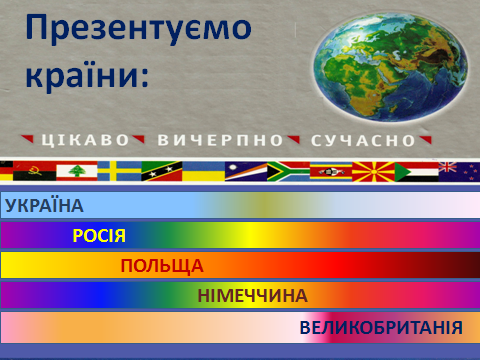 Презентуємо
країни:
ЦІКАВО ВИЧЕРПНО СУЧАСНО
УКРАЇНА
РОСІЯ
ПОЛЬЩА
НІМЕЧЧИНА
ВЕЛИКОБРИТАНІЯ